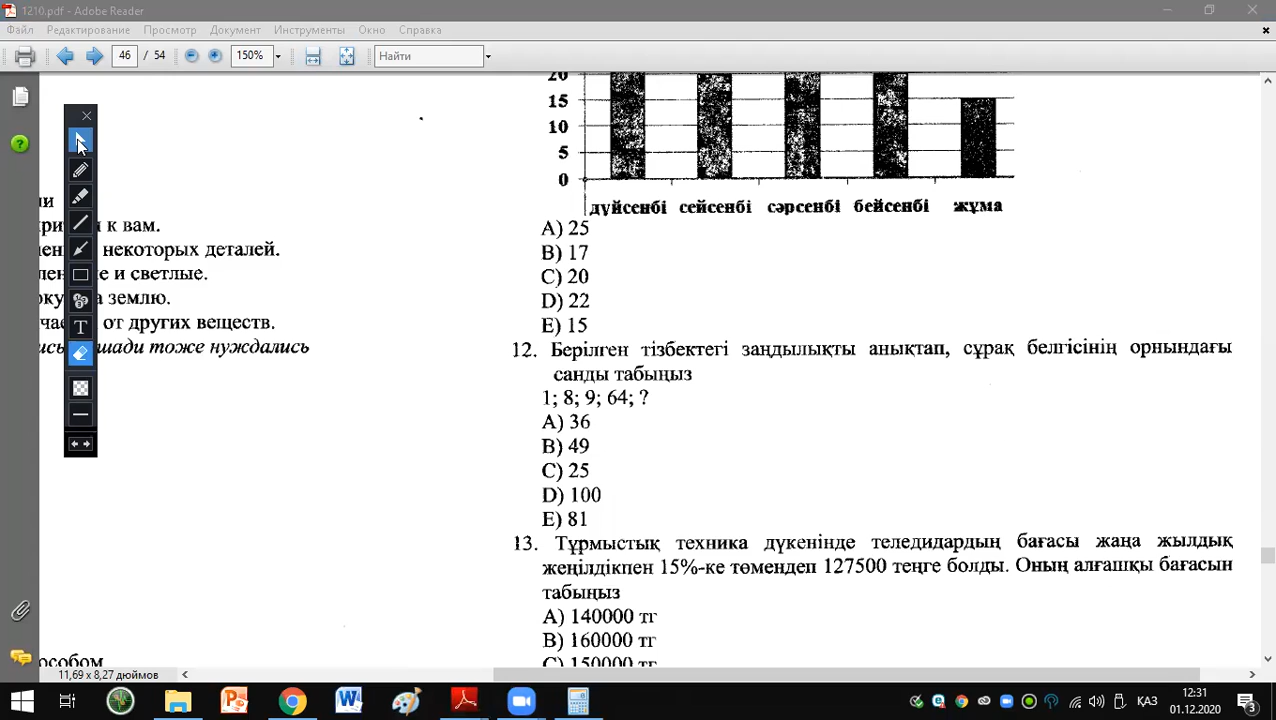 1210.pdf - Adobe Reader
Файл Редактирование Просмотр Документ Инструменты Окно Справка
46 / 54 150% Найти
20
15
10
5
0
дүйсенбі сейсенбі сәрсенбі бейсенбі жұма
A) 25
B) 17
C) 20
D) 22
E) 15
12. Берілген тізбектегі заңдылықты анықтап, сұрақ белгісінің орнындағы
санды табыңыз
1; 8; 9; 64; ?
A) 36
B) 49
C) 25
D) 100
E) 81
13. Тұрмыстық техника дүкенінде теледидардың бағасы жаңа жылдық
жеңілдікпен 15%-ке төмендеп 127500 теңге болды. Оның алғашқы бағасын
табыңыз
A) 140000 тг
B) 160000 тг
C) 150000 тг
к вам.
некоторых деталей.
е и светлые.
а землю.
от других веществ.
шади тоже нуждались
особом
T
11,69 x 8,27 дюймов
ҚАЗ
12:31
01.12.2020
3